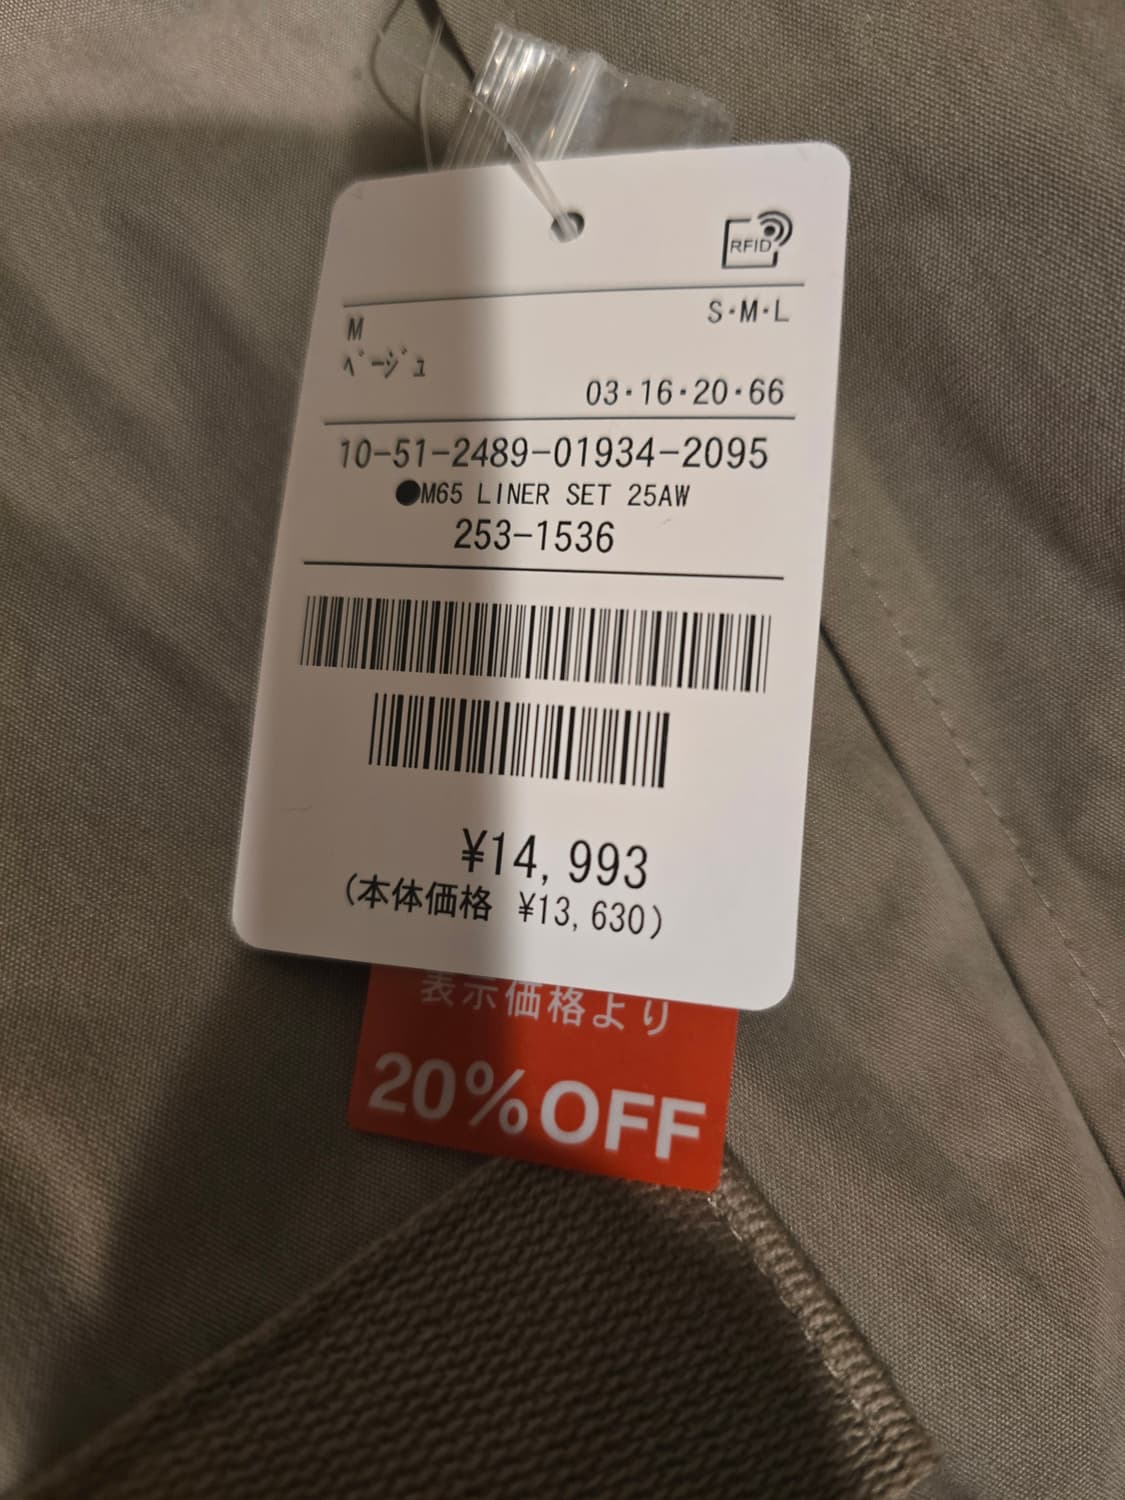 RFID
M
S・M・L
ベージュ
03・16・20・66
10-51-2489-01934-2095
●M65 LINER SET 25AW
253-1536
¥14,993
(本体価格 ¥13,630)
表示価格より
20%OFF